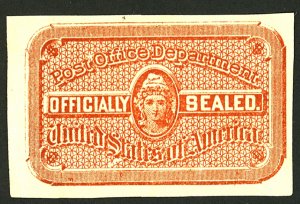 Post Office Department
OFFICIALLY SEALED.
United States of America